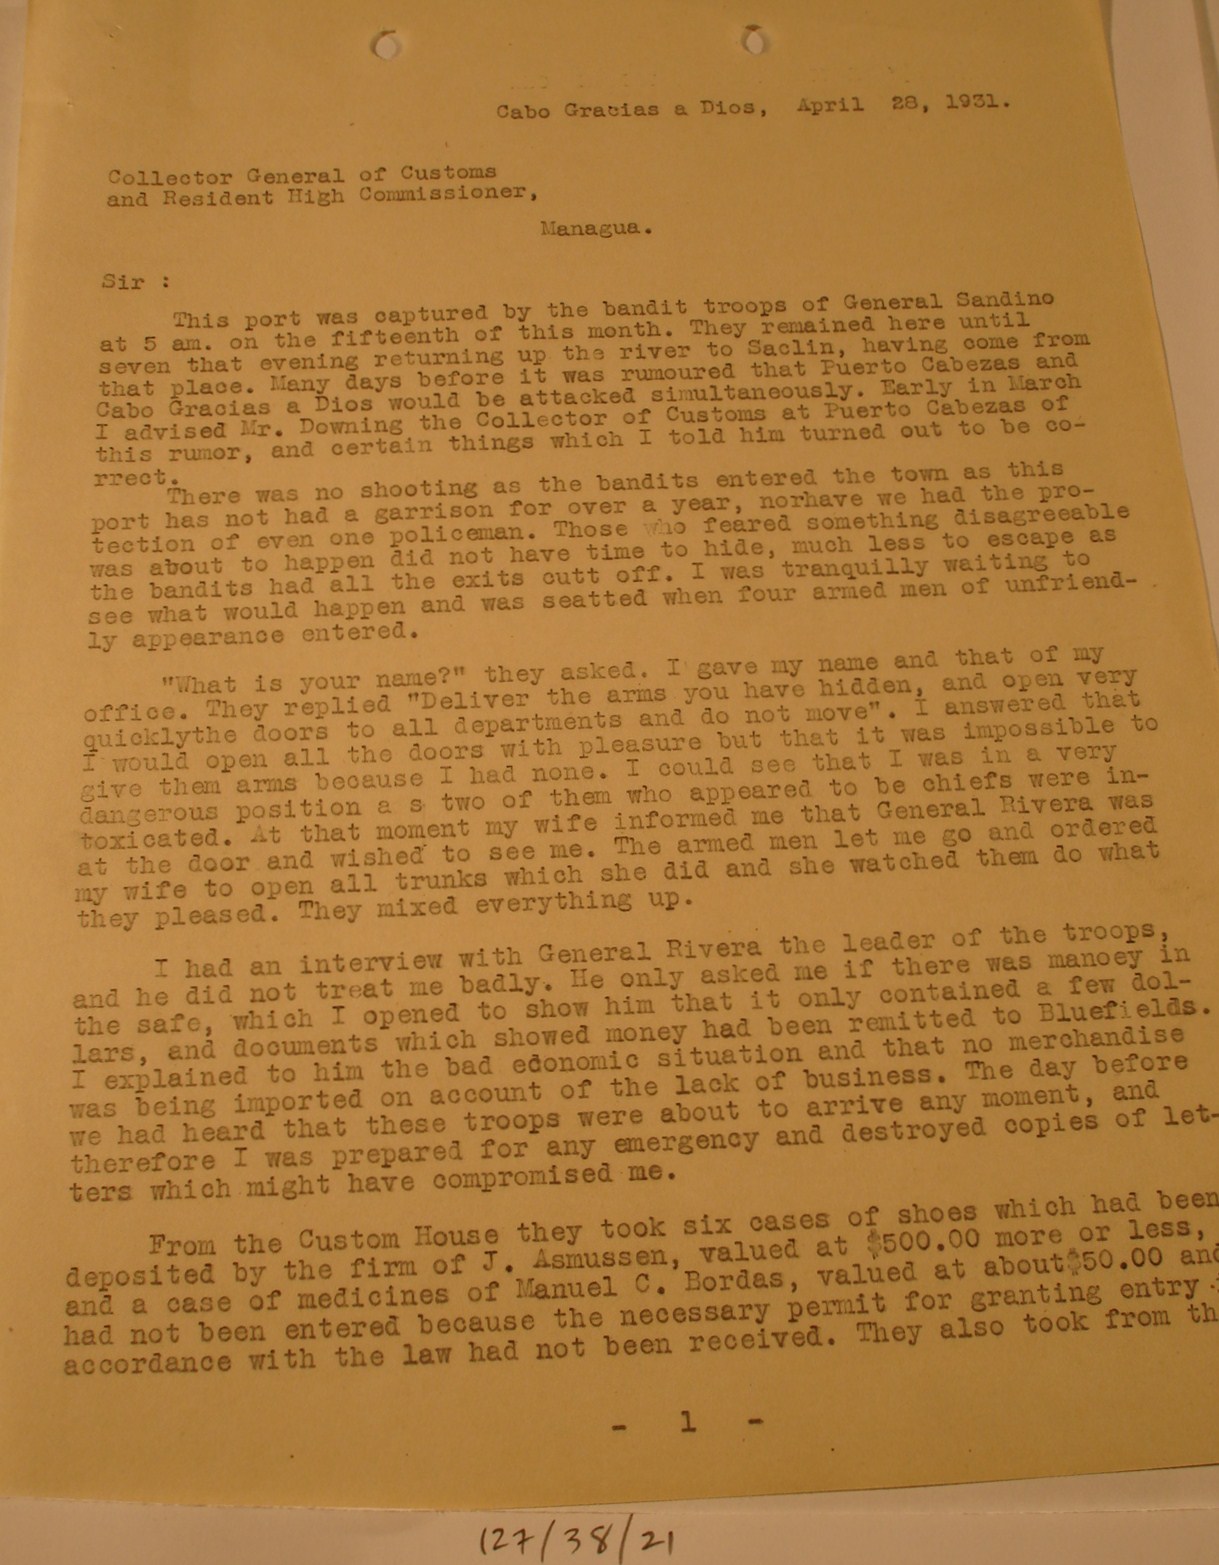 Cabo Gracias a Dios, April 28, 1931.
Collector General of Customs
and Resident High Commissioner,
Managua.
Sir :
This port was captured by the bandit troops of General Sandino
at 5 am. on the fifteenth of this month. They remained here until
seven that evening returning up the river to Saclin, having come from
that place. Many days before it was rumoured that Puerto Cabezas and
Cabo Gracias a Dios would be attacked simultaneously. Early in March
I advised Mr. Downing the Collector of Customs at Puerto Cabezas of
this rumor, and certain things which I told him turned out to be co-
rrect.
There was no shooting as the bandits entered the town as this
port has not had a garrison for over a year, norhave we had the pro-
tection of even one policeman. Those who feared something disagreeable
was about to happen did not have time to hide, much less to escape as
the bandits had all the exits cutt off. I was tranquilly waiting to
see what would happen and was seatted when four armed men of unfriend-
ly appearance entered.
"What is your name?" they asked. I gave my name and that of my
office. They replied "Deliver the arms you have hidden, and open very
quicklythe doors to all departments and do not move". I answered that
I would open all the doors with pleasure but that it was impossible to
give them arms because I had none. I could see that I was in a very
dangerous position a s two of them who appeared to be chiefs were in-
toxicated. At that moment my wife informed me that General Rivera was
at the door and wished to see me. The armed men let me go and ordered
my wife to open all trunks which she did and she watched them do what
they pleased. They mixed everything up.
I had an interview with General Rivera the leader of the troops,
and he did not treat me badly. He only asked me if there was manoey in
the safe, which I opened to show him that it only contained a few dol-
lars, and documents which showed money had been remitted to Bluefields.
I explained to him the bad edonomic situation and that no merchandise
was being imported on account of the lack of business. The day before
we had heard that these troops were about to arrive any moment, and
therefore I was prepared for any emergency and destroyed copies of let-
ters which might have compromised me.
From the Custom House they took six cases of shoes which had been
deposited by the firm of J. Asmussen, valued at $500.00 more or less,
and a case of medicines of Manuel C. Bordas, valued at about$50.00 and
had not been entered because the necessary permit for granting entry
accordance with the law had not been received. They also took from th
- 1 -
127/38/21